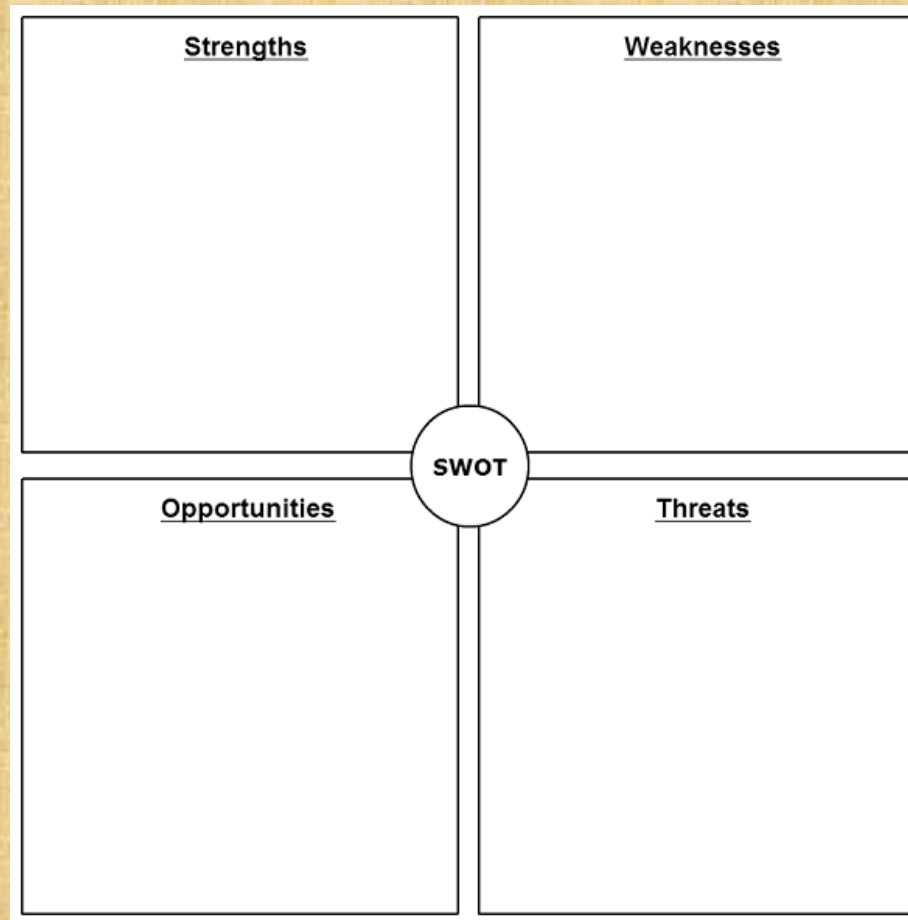 Strengths
Weaknesses
SWOT
Opportunities
Threats